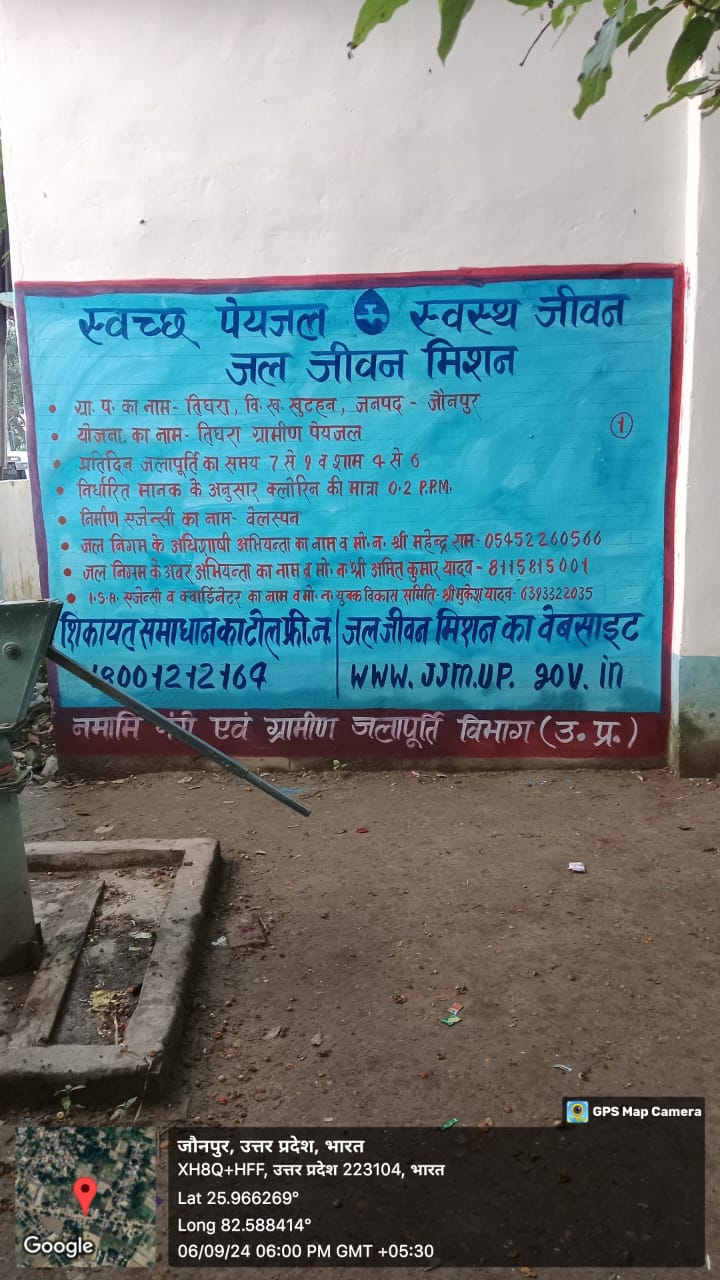 स्वच्छ पेयजल स्वस्थ जीवन
जल जीवन मिशन
• ग्रा. प. का नाम- तिघरा, वि. ख. खुटहन, जनपद - जौनपुर
1
• योजना का नाम- तिघरा ग्रामीण पेयजल
• प्रतिदिन जलापूर्ति का समय 7 से 9 व शाम 4 से 6
• निर्धारित मानक के अनुसार क्लोरिन की मात्रा 0.2 P.P.M.
• निर्माण एजेन्सी का नाम- वेलस्पन
• जल निगम के अधिशाषी अभियन्ता का नाम व मो. न. श्री महेन्द्र राम- 05452260566
• जल निगम के अवर अभियन्ता का नाम व मो. न. श्री अमित कुमार यादव- 8115815001
• I.S.A. एजेन्सी व क्वार्डिनेटर का नाम व मो. न. युवक विकास समिति- श्री मुकेश यादव- 6393322035
शिकायत समाधान का टोल फ्री. न. जल जीवन मिशन का वेबसाइट
18001212164 WWW. JJM.UP. gov. in
नमामि गंगे एवं ग्रामीण जलापूर्ति विभाग (उ. प्र.)
GPS Map Camera
जौनपुर, उत्तर प्रदेश, भारत
XH8Q+HFF, उत्तर प्रदेश 223104, भारत
Lat 25.966269°
Long 82.588414°
06/09/24 06:00 PM GMT +05:30
Google